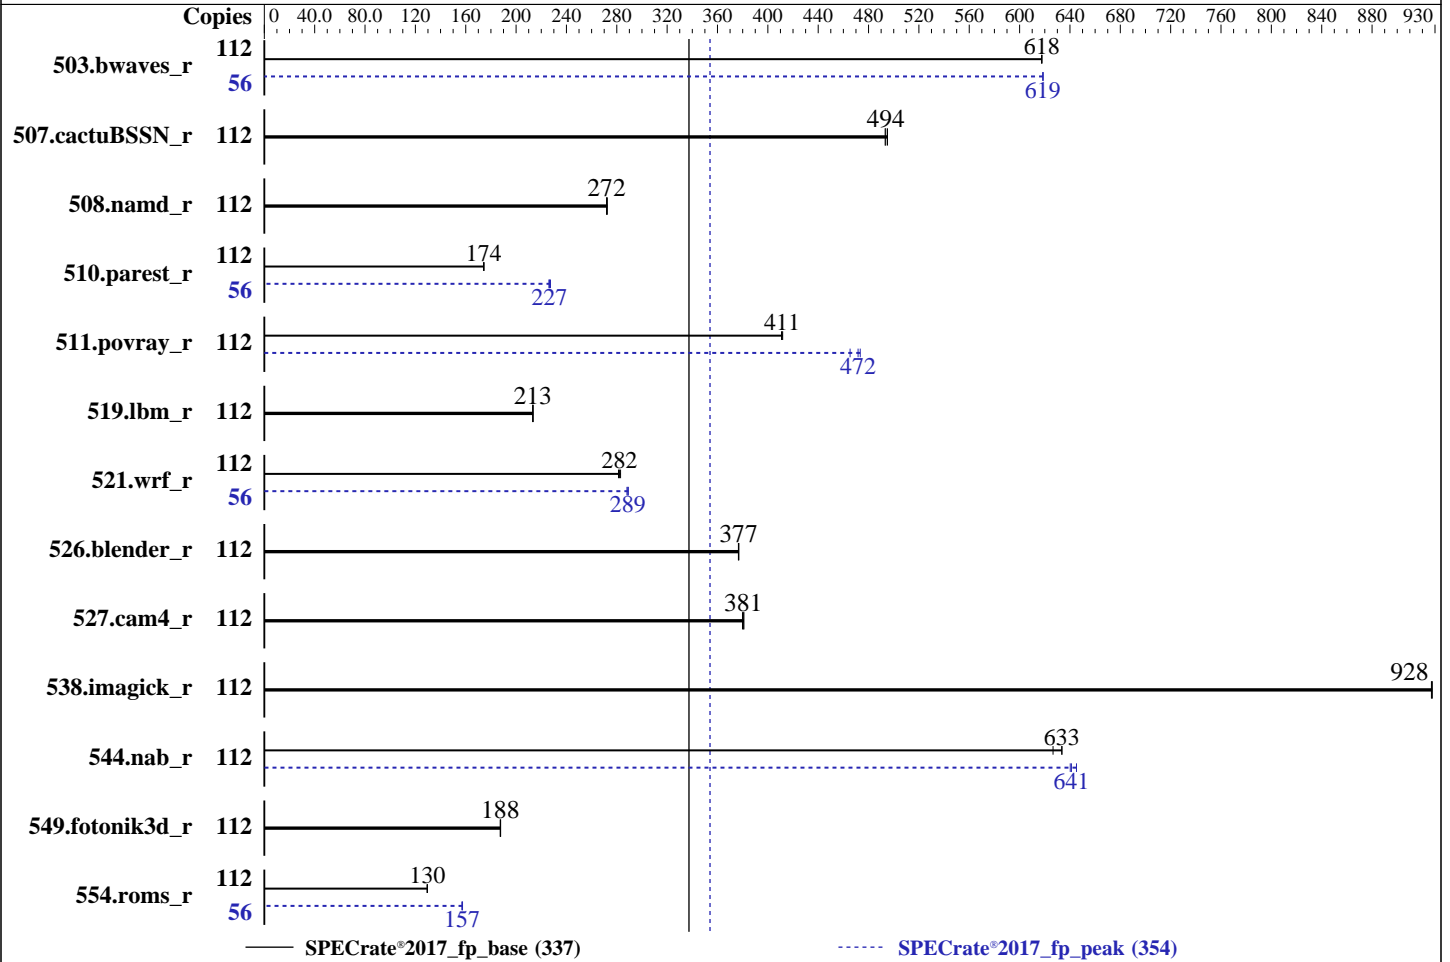 Copies 0 40.0 80.0 120 160 200 240 280 320 360 400 440 480 520 560 600 640 680 720 760 800 840 880 930
503.bwaves_r 112 618
56 619
507.cactuBSSN_r 112 494
508.namd_r 112 272
510.parest_r 112 174
56 227
511.povray_r 112 411
472
519.lbm_r 112 213
521.wrf_r 112 282
56 289
526.blender_r 112 377
527.cam4_r 112 381
538.imagick_r 112 928
544.nab_r 112 633
641
549.fotonik3d_r 112 188
554.roms_r 112 130
56 157
SPECrate®2017_fp_base (337) SPECrate®2017_fp_peak (354)